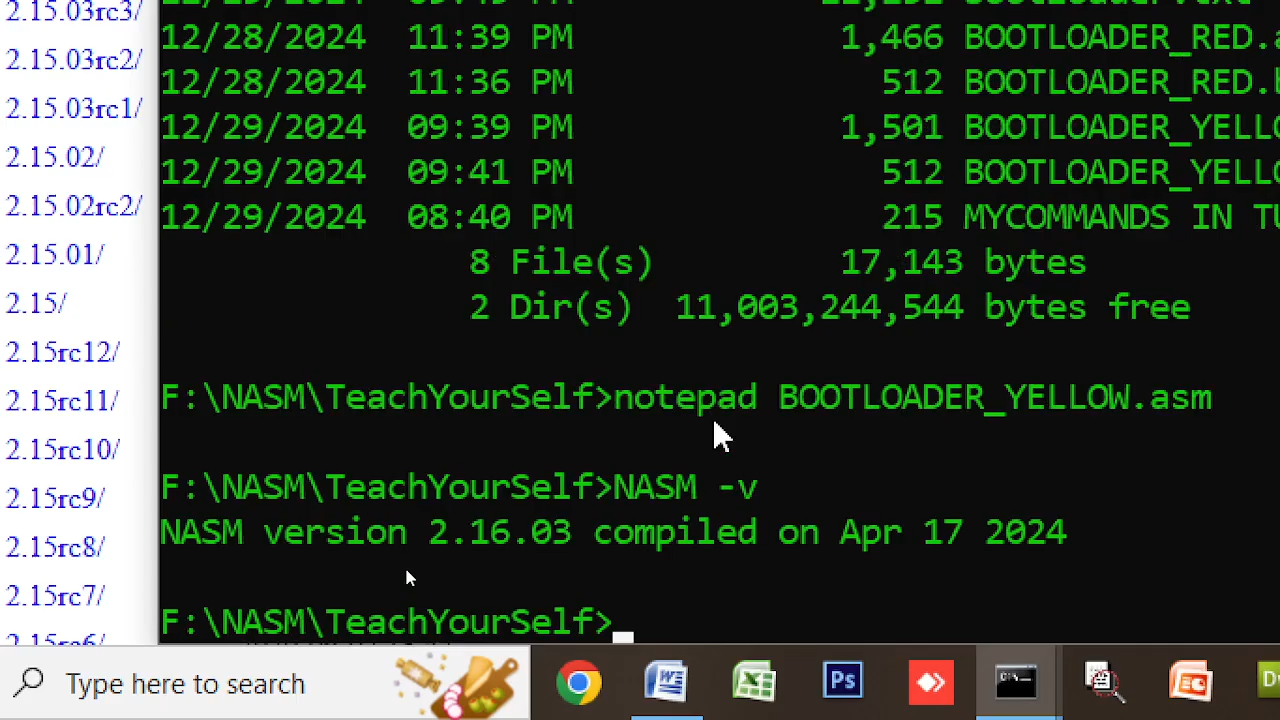 2.15.03rc3/
2.15.03rc2/
2.15.03rc1/
2.15.02/
2.15.02rc2/
2.15.01/
2.15/
2.15rc12/
2.15rc11/
2.15rc10/
2.15rc9/
2.15rc8/
2.15rc7/
2.15rc6/
12/28/2024 11:39 PM 1,466 BOOTLOADER_RED.a
12/28/2024 11:36 PM 512 BOOTLOADER_RED.b
12/29/2024 09:39 PM 1,501 BOOTLOADER_YELLO
12/29/2024 09:41 PM 512 BOOTLOADER_YELLO
12/29/2024 08:40 PM 215 MYCOMMANDS IN TU
8 File(s) 17,143 bytes
2 Dir(s) 11,003,244,544 bytes free
F:\NASM\TeachYourSelf>notepad BOOTLOADER_YELLOW.asm
F:\NASM\TeachYourSelf>NASM -v
NASM version 2.16.03 compiled on Apr 17 2024
F:\NASM\TeachYourSelf>
Type here to search
Ps